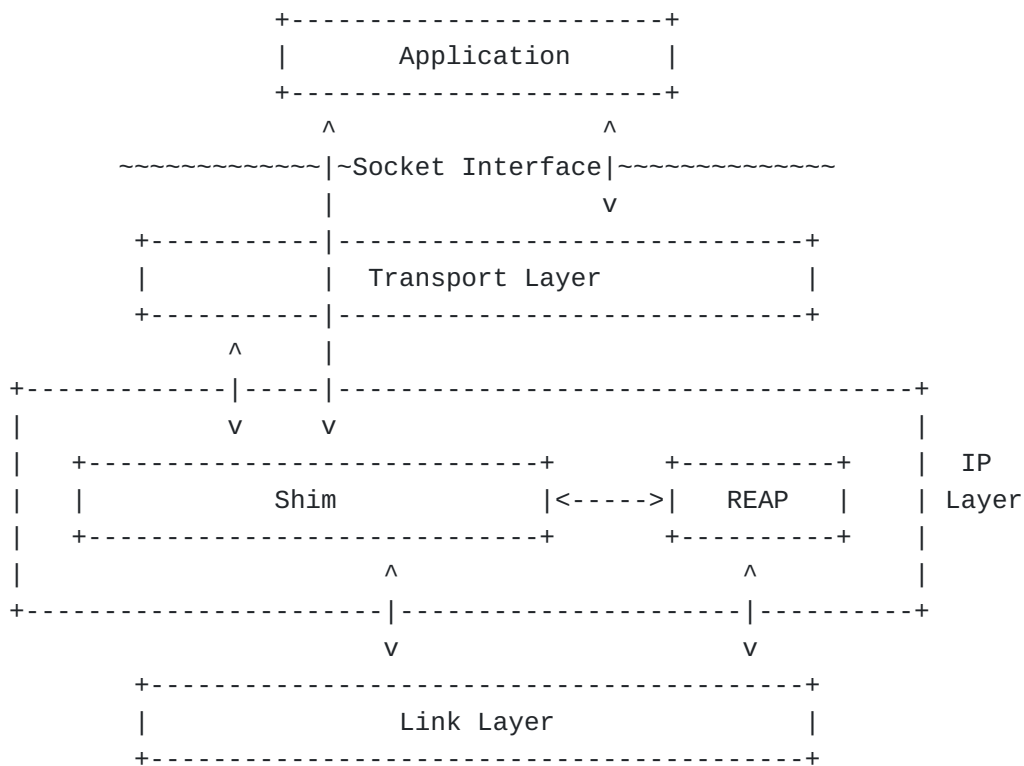 Application
Socket Interface
Transport Layer
IP
Shim REAP Layer
Link Layer